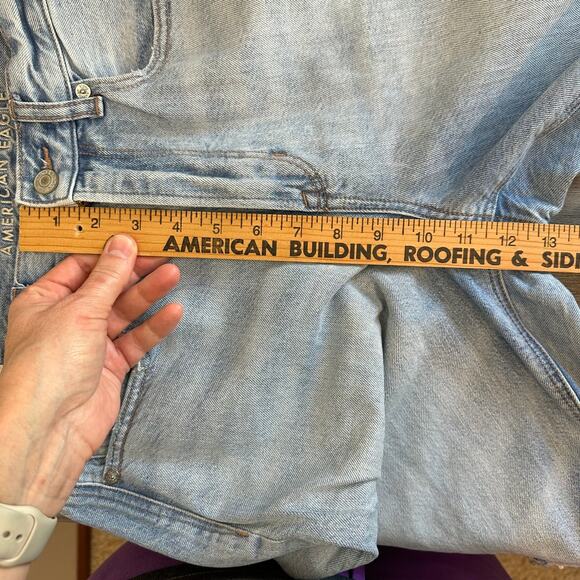 AMERICAN EAGLE
1 2 3 4 5 6 7 8 9 10 11 12 13
AMERICAN BUILDING, ROOFING & SID